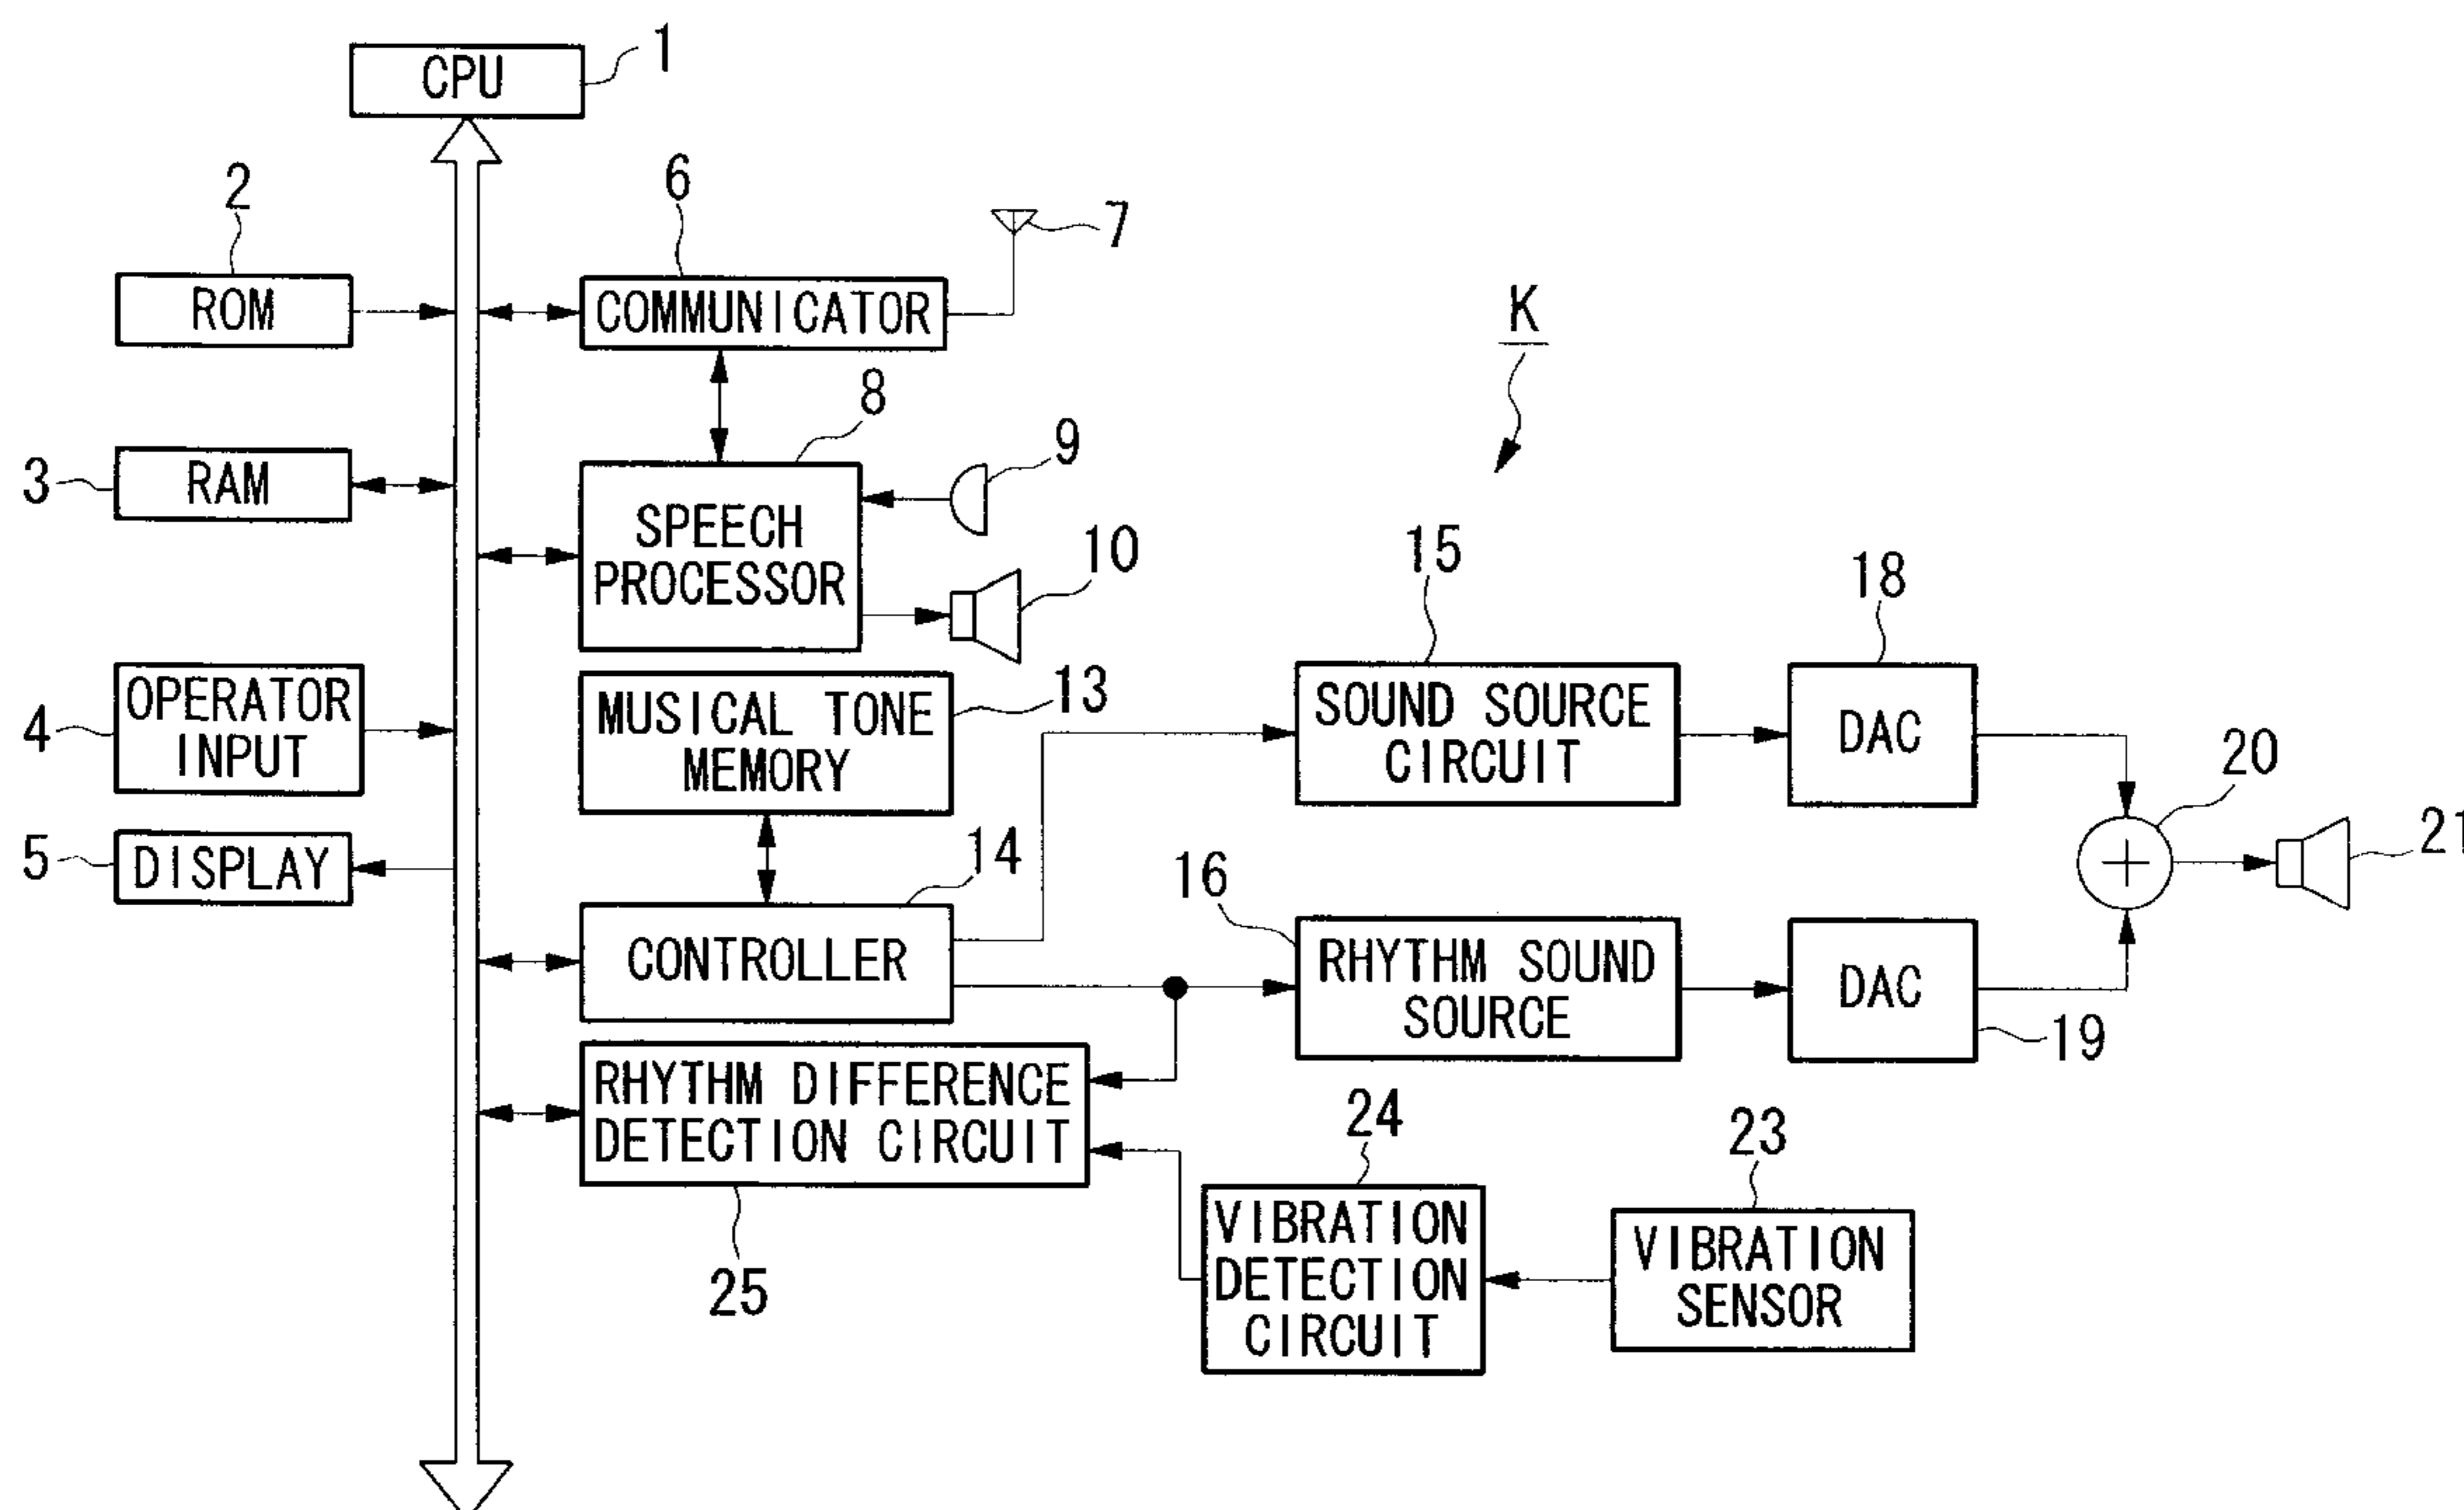 CPU
1
2
6
7
ROM
COMMUNICATOR
K
8
3
RAM
9
SPEECH
PROCESSOR
10
15
18
4
OPERATOR
INPUT
MUSICAL TONE
MEMORY
13
SOUND SOURCE
CIRCUIT
DAC
20
5
DISPLAY
14
16
21
CONTROLLER
RHYTHM SOUND
SOURCE
DAC
19
RHYTHM DIFFERENCE
DETECTION CIRCUIT
24
23
25
VIBRATION
DETECTION
CIRCUIT
VIBRATION
SENSOR